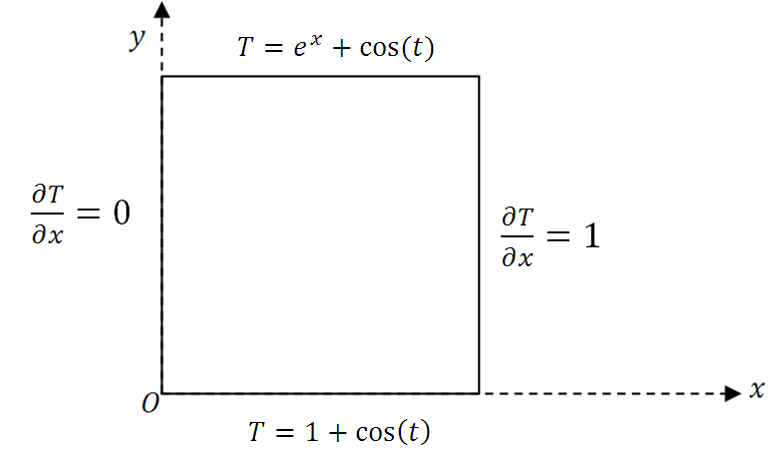 y
T = e^x + cos(t)
∂T/∂x = 0
∂T/∂x = 1
O
x
T = 1 + cos(t)